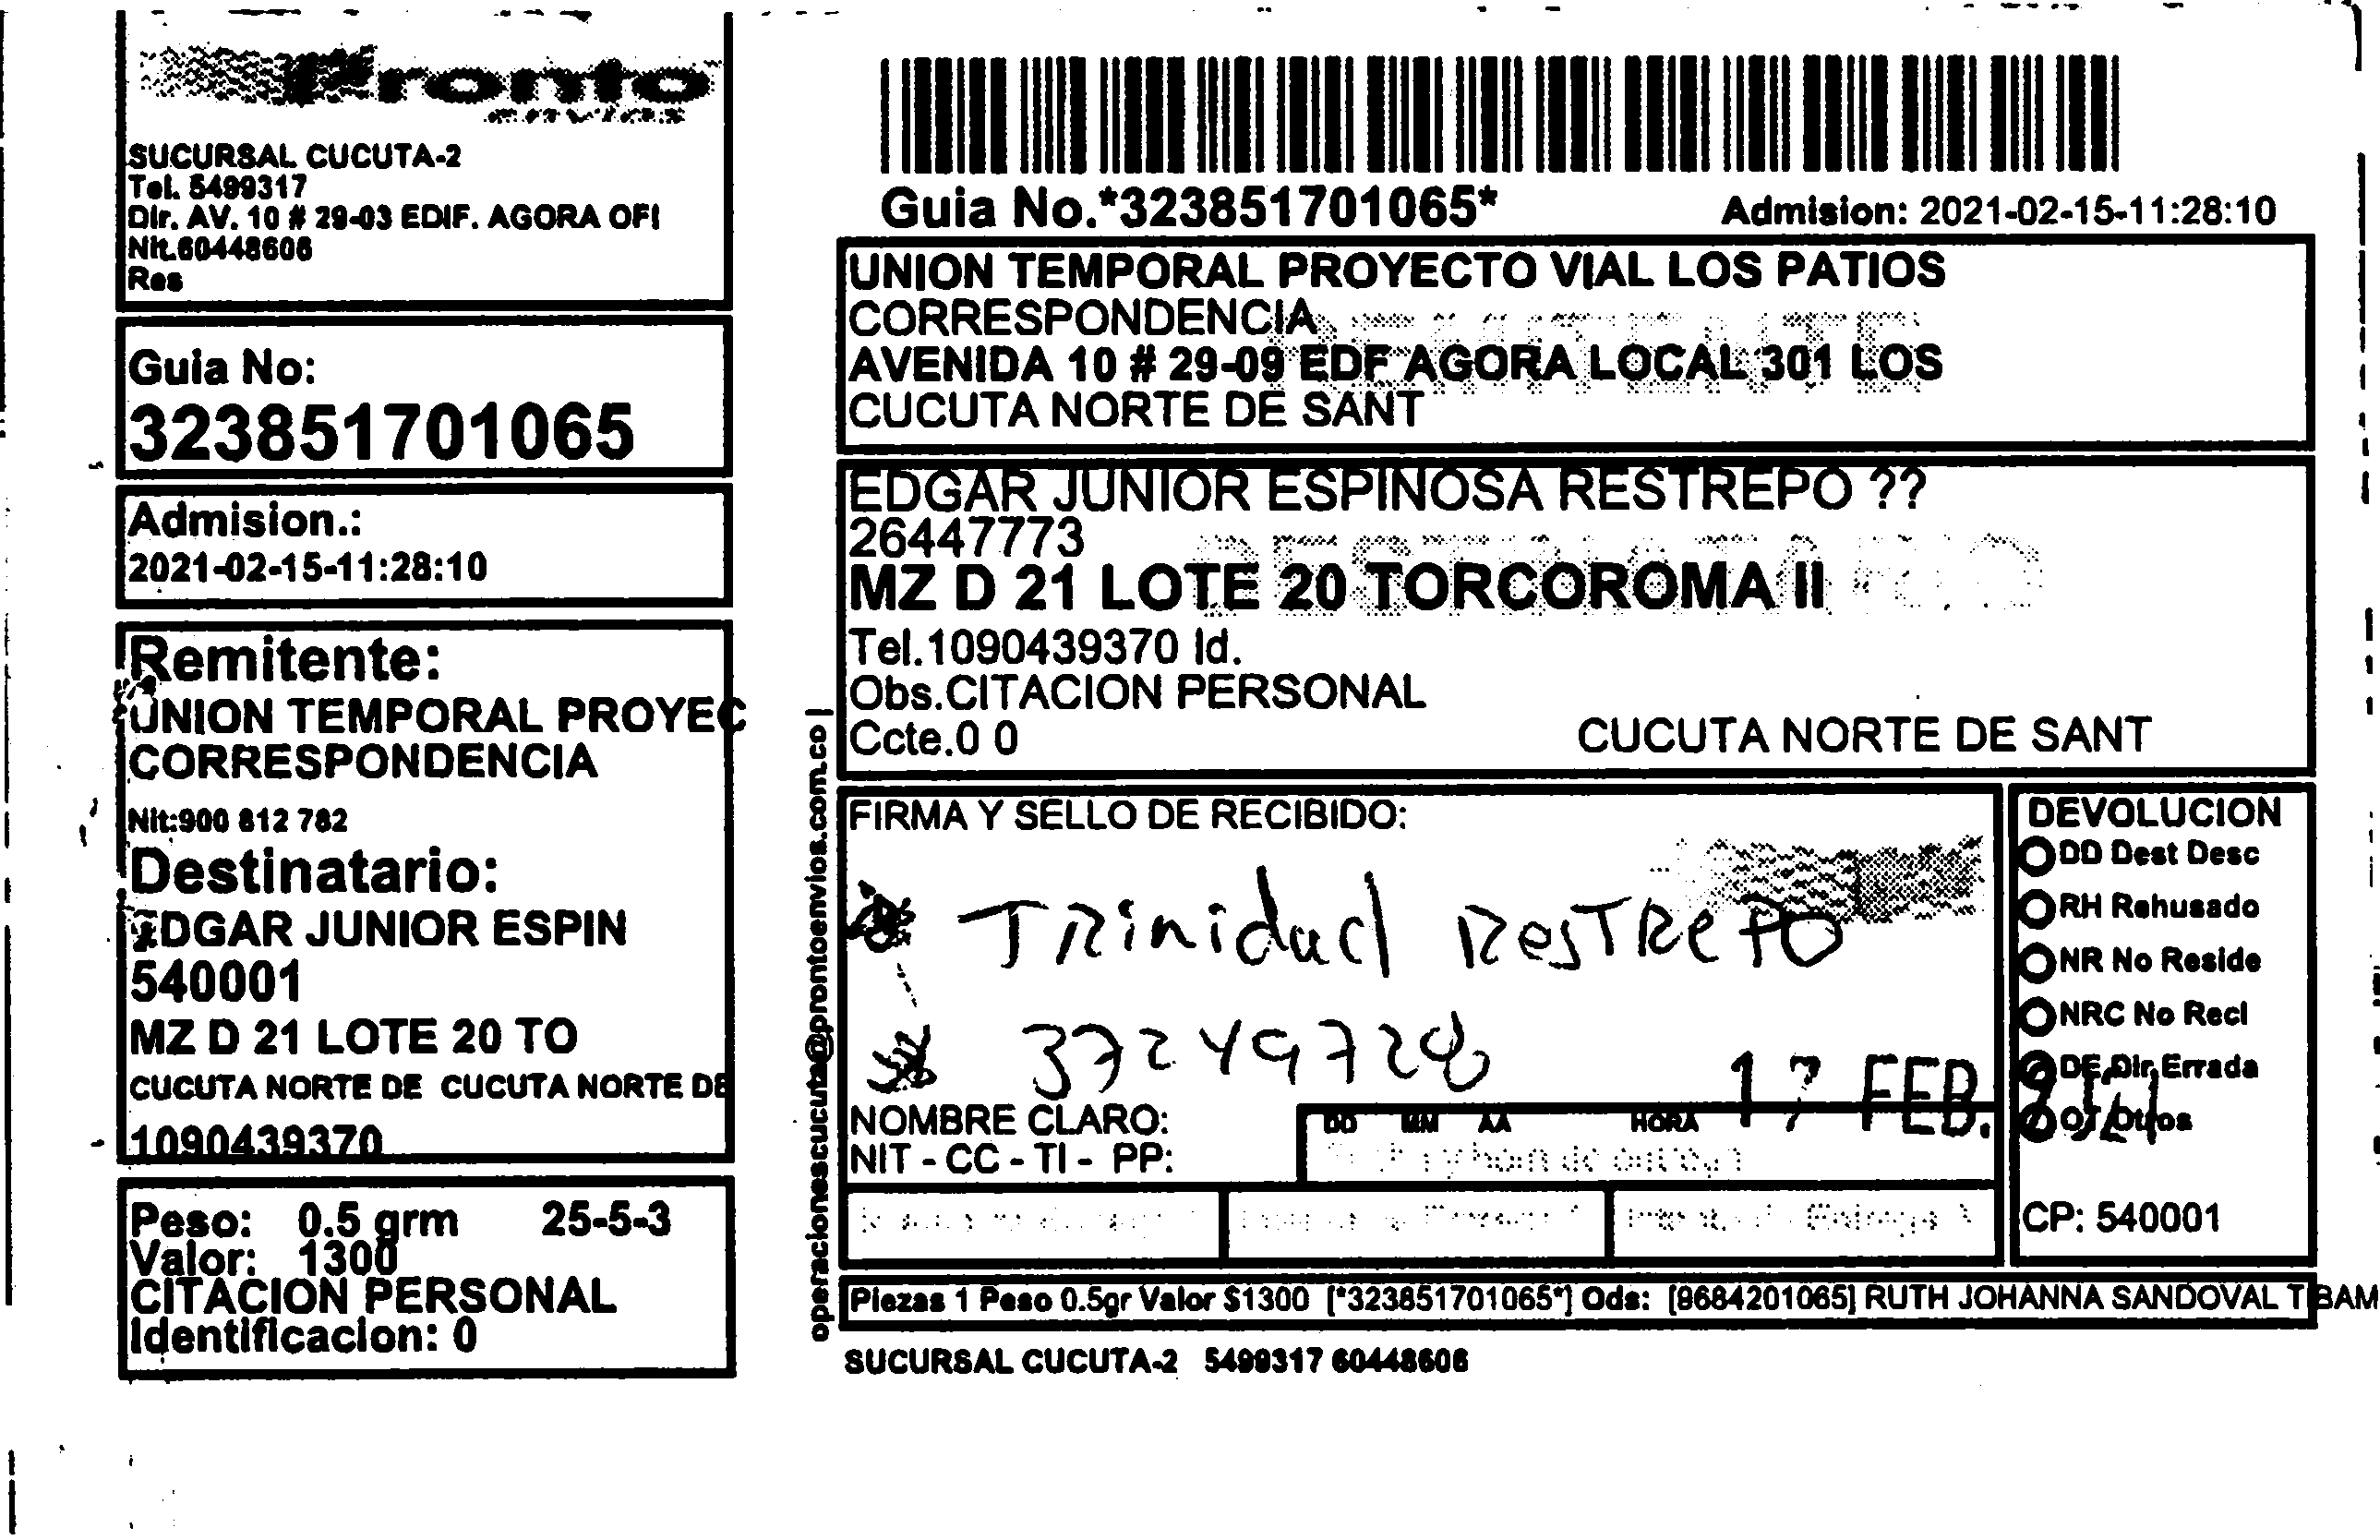 Pronto
envios
SUCURSAL CUCUTA-2
Tel. 5499317
Dir. AV. 10 # 29-03 EDIF. AGORA OFI
Nit.60448606
Res
Guia No:
323851701065
Admision.:
2021-02-15-11:28:10
Remitente:
UNION TEMPORAL PROYEC
CORRESPONDENCIA
Nit:900 812 782
Destinatario:
EDGAR JUNIOR ESPIN
540001
MZ D 21 LOTE 20 TO
CUCUTA NORTE DE CUCUTA NORTE DE
1090439370
Peso: 0.5 grm 25-5-3
Valor: 1300
CITACION PERSONAL
Identificacion: 0
operacionescucuta@prontoenvios.com.co |
Guia No.*323851701065* Admision: 2021-02-15-11:28:10
UNION TEMPORAL PROYECTO VIAL LOS PATIOS
CORRESPONDENCIA
REMITENTE
AVENIDA 10 # 29-09 EDF AGORA LOCAL 301 LOS
CUCUTA NORTE DE SANT
EDGAR JUNIOR ESPINOSA RESTREPO ??
26447773
DESTINATARIO
MZ D 21 LOTE 20 TORCOROMA II
Tel.1090439370 Id.
Obs.CITACION PERSONAL
Ccte.0 0 CUCUTA NORTE DE SANT
FIRMA Y SELLO DE RECIBIDO:
TRinidad RestRepo
37249728
17 FEB. 2021
NOMBRE CLARO:
NIT - CC - TI - PP:
DD MM AA HORA
DEVOLUCION
DD Dest Desc
RH Rehusado
NR No Reside
NRC No Recl
DE Dir Errada
OT Otros
CP: 540001
Piezas 1 Peso 0.5gr Valor $1300 [*323851701065*] Ods: [9684201065] RUTH JOHANNA SANDOVAL TIBAM
SUCURSAL CUCUTA-2 5499317 60448606